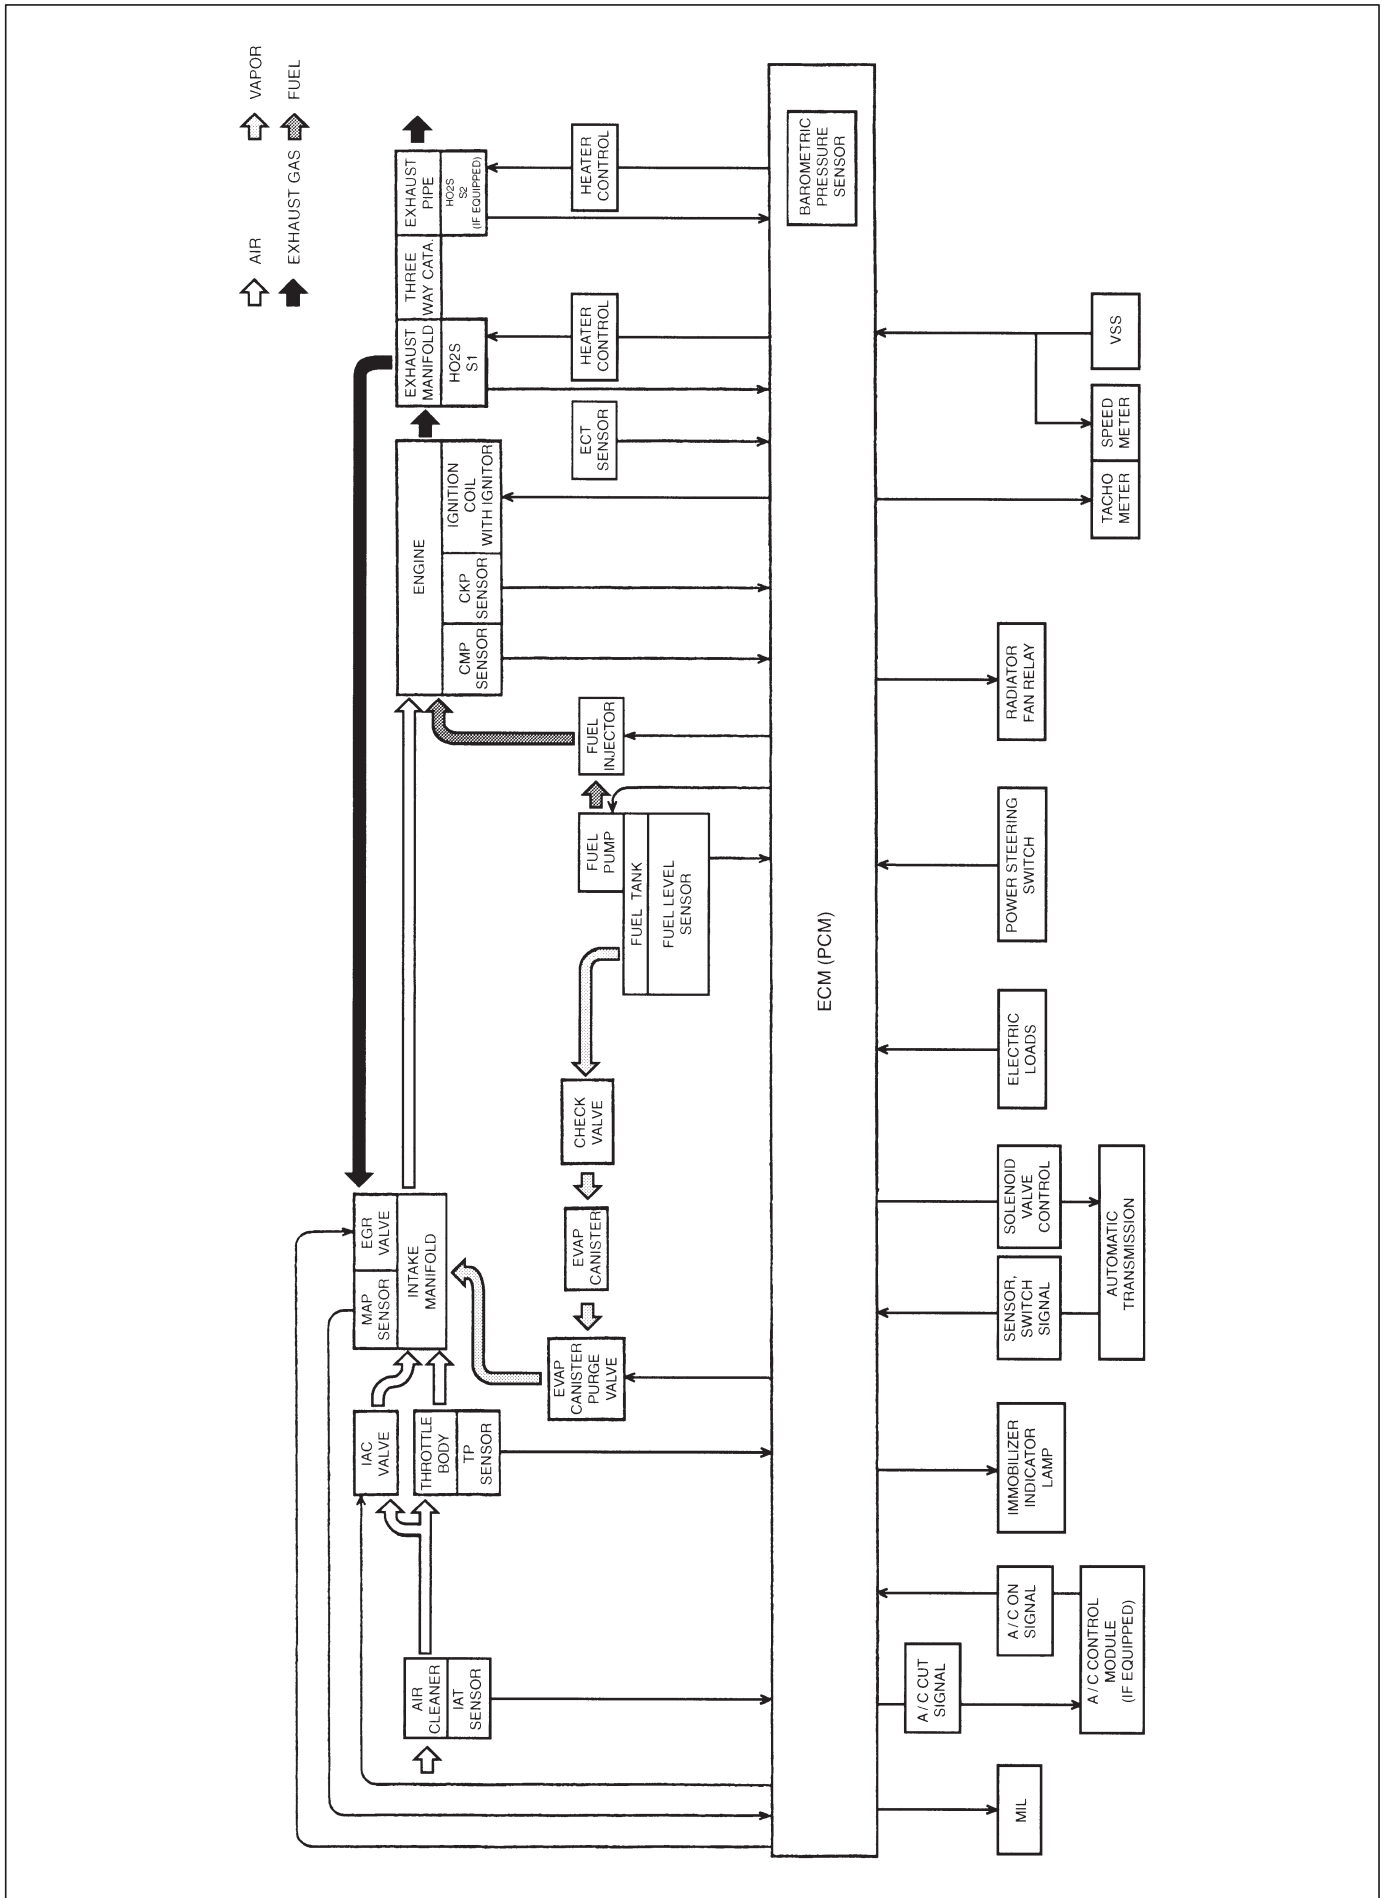 AIR
VAPOR
EXHAUST GAS
FUEL
EGR
VALVE
MAP
SENSOR
INTAKE
MANIFOLD
IAC
VALVE
THROTTLE
BODY
TP
SENSOR
AIR
CLEANER
IAT
SENSOR
ENGINE
CMP
SENSOR
CKP
SENSOR
IGNITION
COIL
WITH IGNITOR
EXHAUST
MANIFOLD
HO2S
S1
THREE
WAY CATA.
EXHAUST
PIPE
HO2S
S2
(IF EQUIPPED)
EVAP
CANISTER
PURGE
VALVE
EVAP
CANISTER
CHECK
VALVE
FUEL
PUMP
FUEL TANK
FUEL LEVEL
SENSOR
FUEL
INJECTOR
ECT
SENSOR
HEATER
CONTROL
HEATER
CONTROL
ECM (PCM)
BAROMETRIC
PRESSURE
SENSOR
MIL
A/C CUT
SIGNAL
A/C ON
SIGNAL
A/C CONTROL
MODULE
(IF EQUIPPED)
IMMOBILIZER
INDICATOR
LAMP
SENSOR,
SWITCH
SIGNAL
SOLENOID
VALVE
CONTROL
AUTOMATIC
TRANSMISSION
ELECTRIC
LOADS
POWER STEERING
SWITCH
RADIATOR
FAN RELAY
TACHO
METER
SPEED
METER
VSS